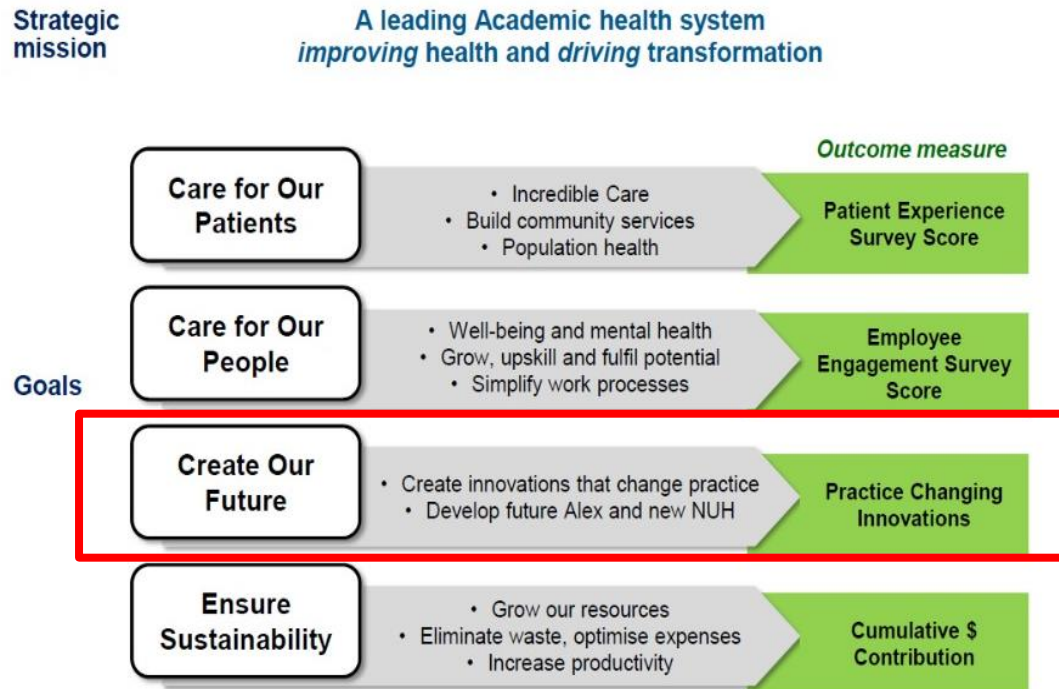 Strategic
mission
A leading Academic health system
improving health and driving transformation
Outcome measure
Goals
Care for Our
Patients
• Incredible Care
• Build community services
• Population health
Patient Experience
Survey Score
Care for Our
People
• Well-being and mental health
• Grow, upskill and fulfil potential
• Simplify work processes
Employee
Engagement Survey
Score
Create Our
Future
• Create innovations that change practice
• Develop future Alex and new NUH
Practice Changing
Innovations
Ensure
Sustainability
• Grow our resources
• Eliminate waste, optimise expenses
• Increase productivity
Cumulative $
Contribution